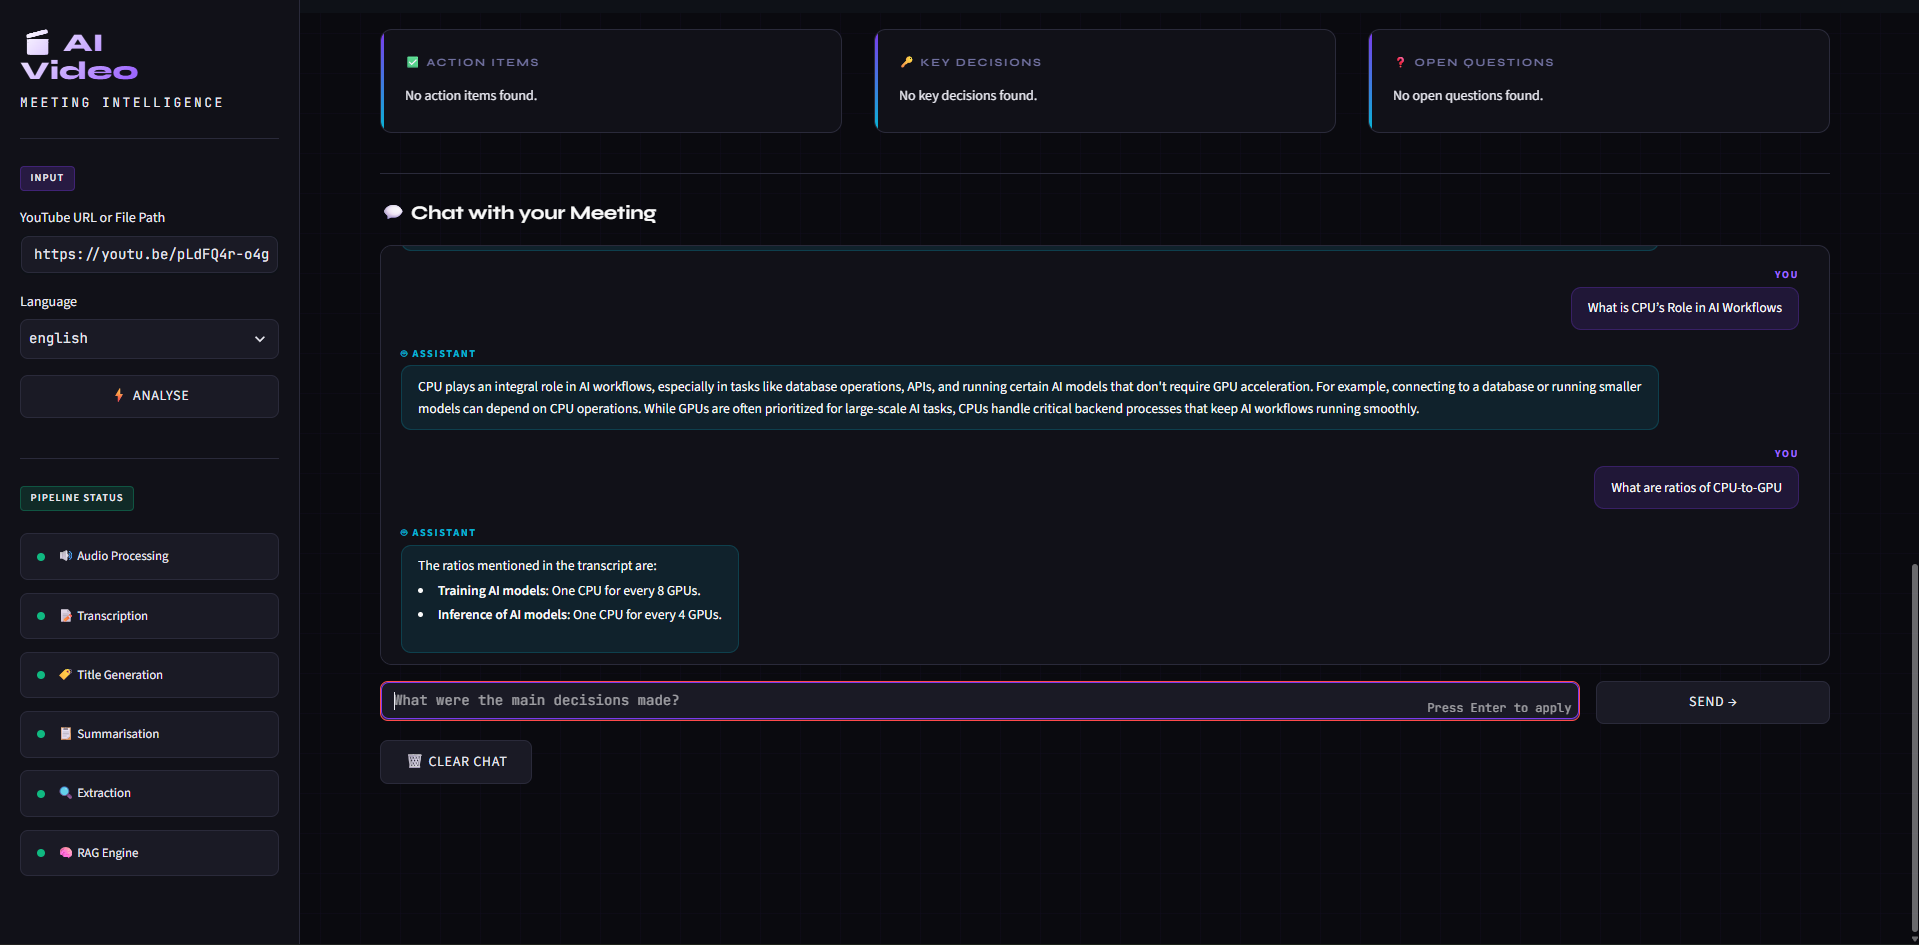 AI
Video
MEETING INTELLIGENCE
INPUT
YouTube URL or File Path
https://youtu.be/pLdFQ4r-o4g
Language
english
ANALYSE
PIPELINE STATUS
Audio Processing
Transcription
Title Generation
Summarisation
Extraction
RAG Engine
ACTION ITEMS
No action items found.
KEY DECISIONS
No key decisions found.
OPEN QUESTIONS
No open questions found.
Chat with your Meeting
YOU
What is CPU's Role in AI Workflows
ASSISTANT
CPU plays an integral role in AI workflows, especially in tasks like database operations, APIs, and running certain AI models that don't require GPU acceleration. For example, connecting to a database or running smaller
models can depend on CPU operations. While GPUs are often prioritized for large-scale AI tasks, CPUs handle critical backend processes that keep AI workflows running smoothly.
YOU
What are ratios of CPU-to-GPU
ASSISTANT
The ratios mentioned in the transcript are:
• Training AI models: One CPU for every 8 GPUs.
• Inference of AI models: One CPU for every 4 GPUs.
What were the main decisions made?
Press Enter to apply
SEND →
CLEAR CHAT